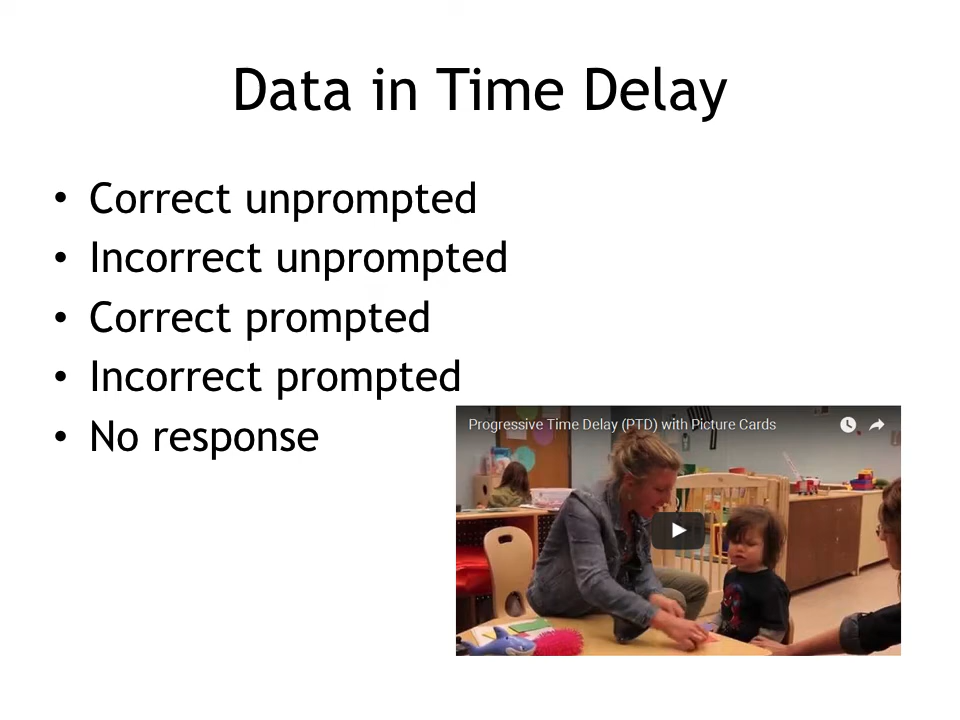 Data in Time Delay
• Correct unprompted
• Incorrect unprompted
• Correct prompted
• Incorrect prompted
• No response
Progressive Time Delay (PTD) with Picture Cards